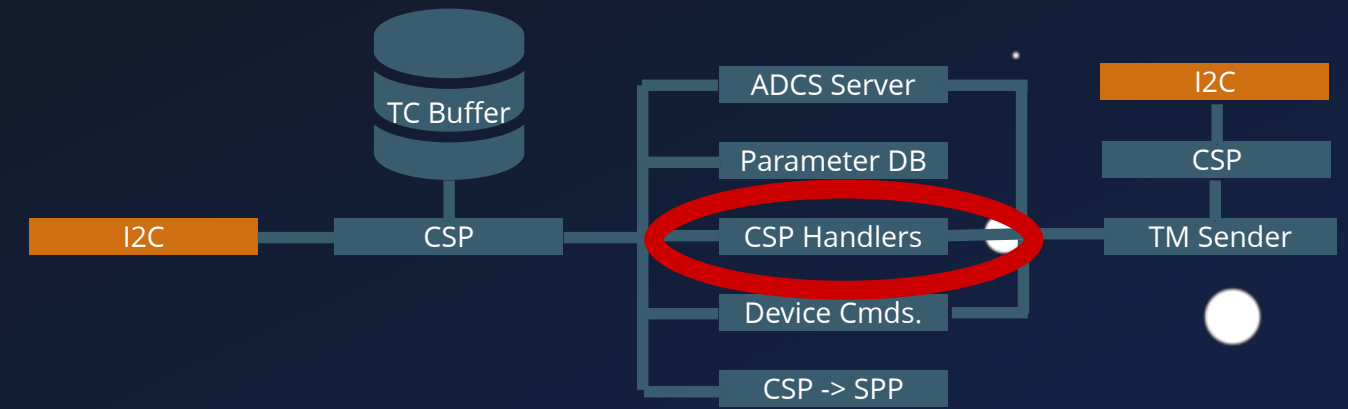 TC Buffer
I2C
CSP
ADCS Server
Parameter DB
CSP Handlers
Device Cmds.
CSP -> SPP
I2C
CSP
TM Sender